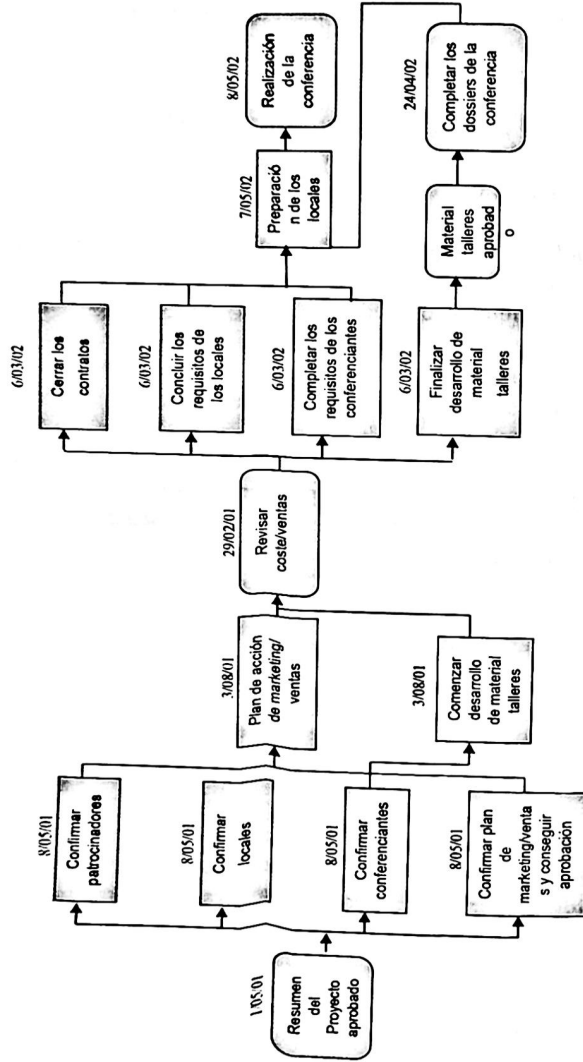 1/05/01
Resumen
del
Proyecto
aprobado
8/05/01
Confirmar
patrocinadores
8/05/01
Confirmar
locales
8/05/01
Confirmar
conferenciantes
8/05/01
Confirmar plan
de
marketing/venta
s y conseguir
aprobación
3/08/01
Plan de acción
de marketing/
ventas
3/08/01
Comenzar
desarrollo
de material
talleres
29/02/01
Revisar
coste/ventas
6/03/02
Cerrar los
contratos
6/03/02
Concluir los
requisitos de
los locales
6/03/02
Completar los
requisitos de los
conferenciantes
6/03/02
Finalizar
desarrollo de
material
talleres
Material
talleres
aprobad
o
7/05/02
Preparació
n de los
locales
8/05/02
Realización
de la
conferencia
24/04/02
Completar los
dossiers de la
conferencia